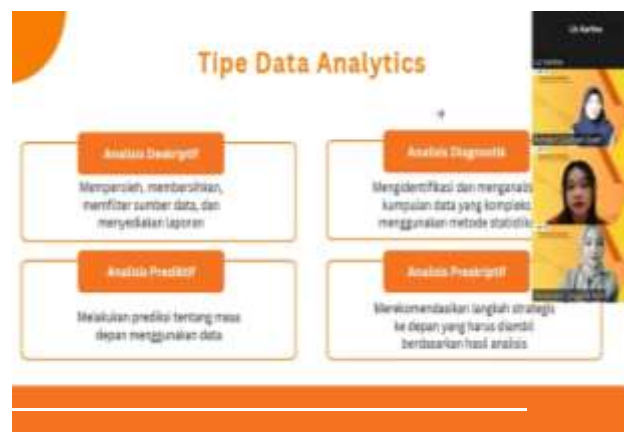 Tipe Data Analytics
Analisis Deskriptif
Memperoleh, membersihkan,
memfilter sumber data, dan
menyediakan laporan
Analisis Diagnostik
Mengidentifikasi dan menganalis
kumpulan data yang kompleks
menggunakan metode statistik
Analisis Prediktif
Melakukan prediksi tentang masa
depan menggunakan data
Analisis Preskriptif
Merekomendasikan langkah strategis
ke depan yang harus diambil
berdasarkan hasil analisis